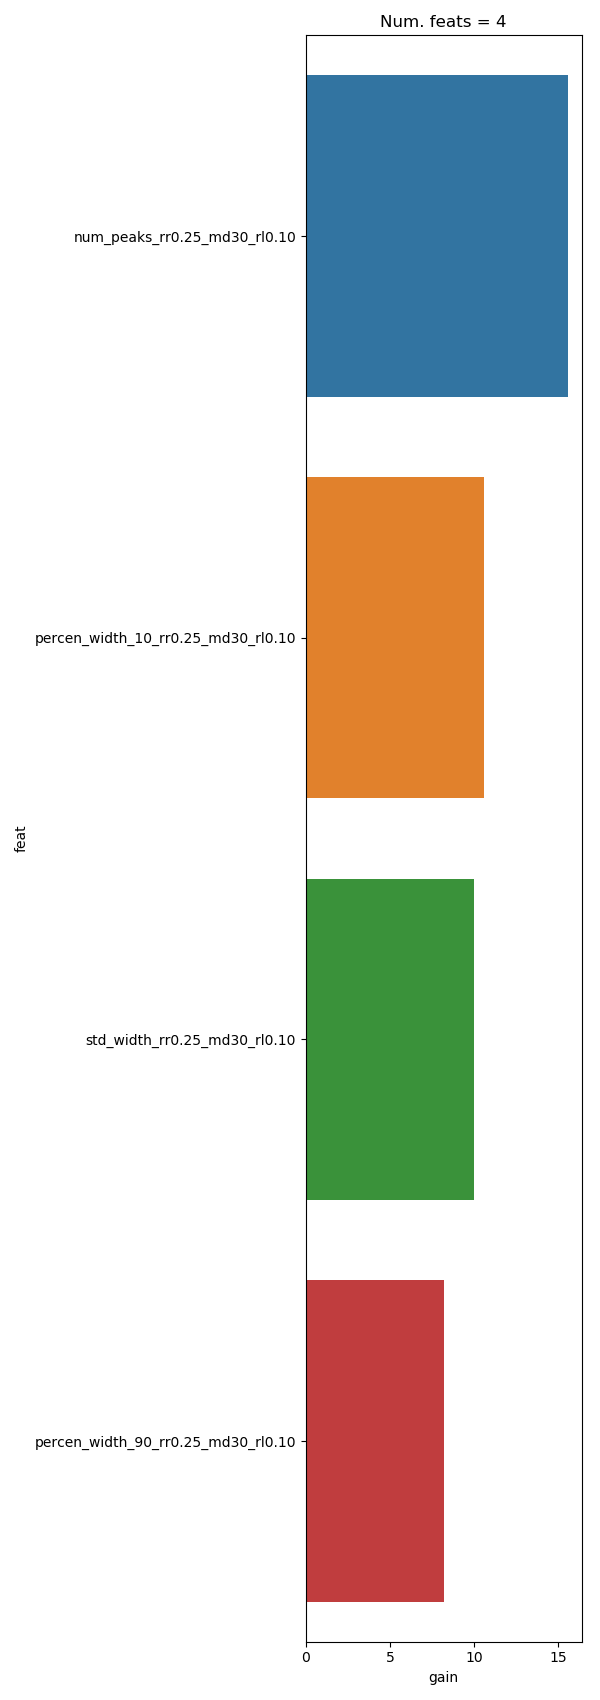 Num. feats = 4
num_peaks_rr0.25_md30_rl0.10
percen_width_10_rr0.25_md30_rl0.10
feat
std_width_rr0.25_md30_rl0.10
percen_width_90_rr0.25_md30_rl0.10
0 5 10 15
gain